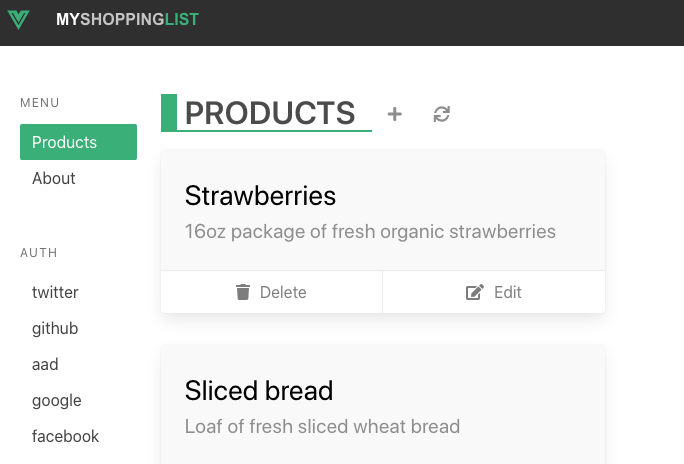 MYSHOPPINGLIST
MENU
Products
About
AUTH
twitter
github
aad
google
facebook
PRODUCTS
Strawberries
16oz package of fresh organic strawberries
Delete
Edit
Sliced bread
Loaf of fresh sliced wheat bread